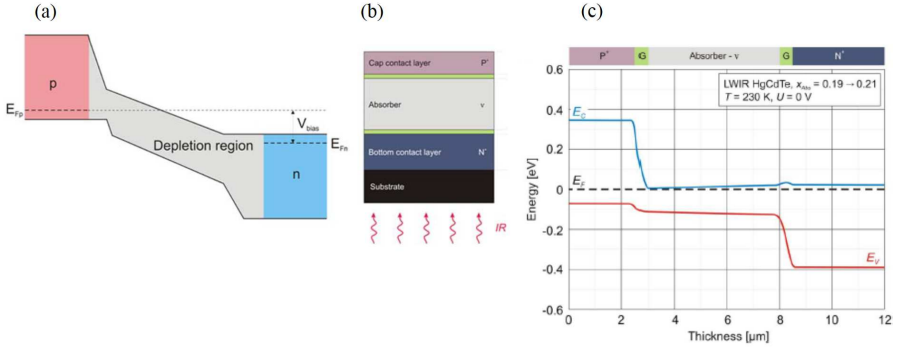 (a)
p
E_Fp
V_bias
E_Fn
Depletion region
n
(b)
Cap contact layer P⁺
Absorber ν
Bottom contact layer N⁺
Substrate
IR
(c)
P⁺ G Absorber - ν G N⁺
LWIR HgCdTe, x_Abs = 0.19 → 0.21
T = 230 K, U = 0 V
E_C
E_F
E_V
Energy [eV]
0.6
0.4
0.2
0
-0.2
-0.4
-0.6
0 2 4 6 8 10 12
Thickness [μm]